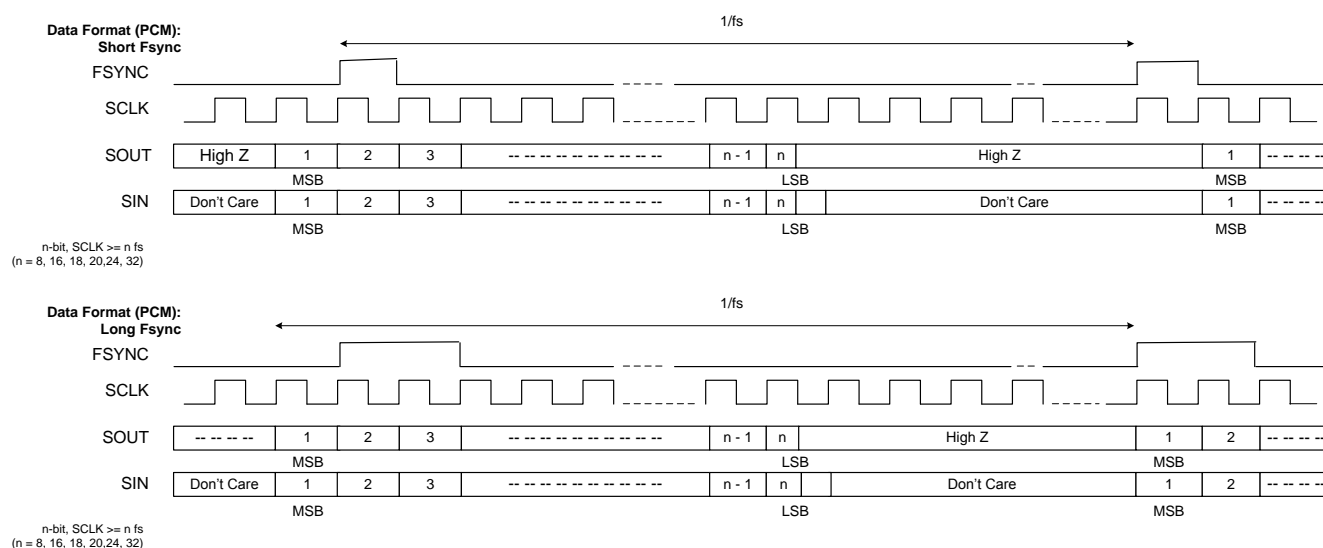 1/fs
Data Format (PCM):
Short Fsync
FSYNC
SCLK
SOUT High Z 1 2 3 -- -- -- -- -- -- -- -- -- -- n - 1 n High Z 1 -- -- --
MSB LSB MSB
SIN Don't Care 1 2 3 -- -- -- -- -- -- -- -- -- -- n - 1 n Don't Care 1 -- -- --
MSB LSB MSB
n-bit, SCLK >= n fs
(n = 8, 16, 18, 20,24, 32)
1/fs
Data Format (PCM):
Long Fsync
FSYNC
SCLK
SOUT -- -- -- -- 1 2 3 -- -- -- -- -- -- -- -- -- -- n - 1 n High Z 1 2 -- -- --
MSB LSB MSB
SIN Don't Care 1 2 3 -- -- -- -- -- -- -- -- -- -- n - 1 n Don't Care 1 2 -- -- --
MSB LSB MSB
n-bit, SCLK >= n fs
(n = 8, 16, 18, 20,24, 32)